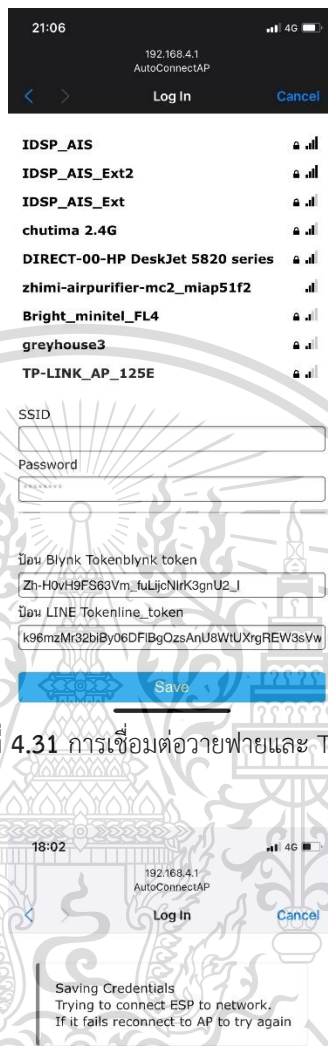 21:06 4G
192.168.4.1
AutoConnectAP
Log In Cancel
IDSP_AIS
IDSP_AIS_Ext2
IDSP_AIS_Ext
chutima 2.4G
DIRECT-00-HP DeskJet 5820 series
zhimi-airpurifier-mc2_miap51f2
Bright_minitel_FL4
greyhouse3
TP-LINK_AP_125E
SSID
Password
ป้อน Blynk Tokenblynk token
Zh-H0vH9FS63Vm_fuLijcNIrK3gnU2_I
ป้อน LINE Tokenline_token
k96mzMr32biBy06DFlBgOzsAnU8WtUXrgREW3sVw
Save
4.31 การเชื่อมต่อวายฟายและ T
18:02 4G
192.168.4.1
AutoConnectAP
Log In Cancel
Saving Credentials
Trying to connect ESP to network.
If it fails reconnect to AP to try again